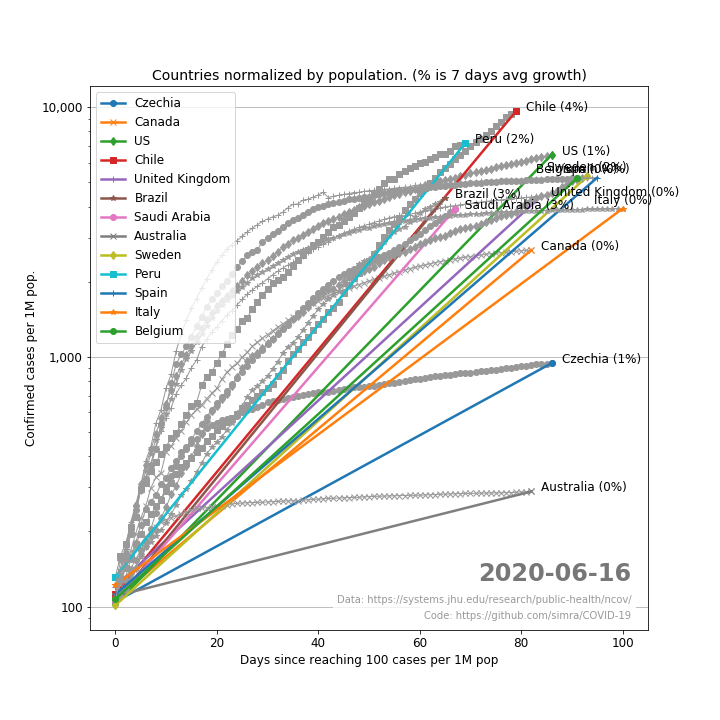 Countries normalized by population. (% is 7 days avg growth)
10,000
1,000
100
Confirmed cases per 1M pop.
Czechia
Canada
US
Chile
United Kingdom
Brazil
Saudi Arabia
Australia
Sweden
Peru
Spain
Italy
Belgium
Chile (4%)
Peru (2%)
US (1%)
Sweden (2%)
Brazil (3%)
United Kingdom (0%)
Saudi Arabia (3%)
Italy (0%)
Canada (0%)
Czechia (1%)
Australia (0%)
2020-06-16
Data: https://systems.jhu.edu/research/public-health/ncov/
Code: https://github.com/simra/COVID-19
0
20
40
60
80
100
Days since reaching 100 cases per 1M pop